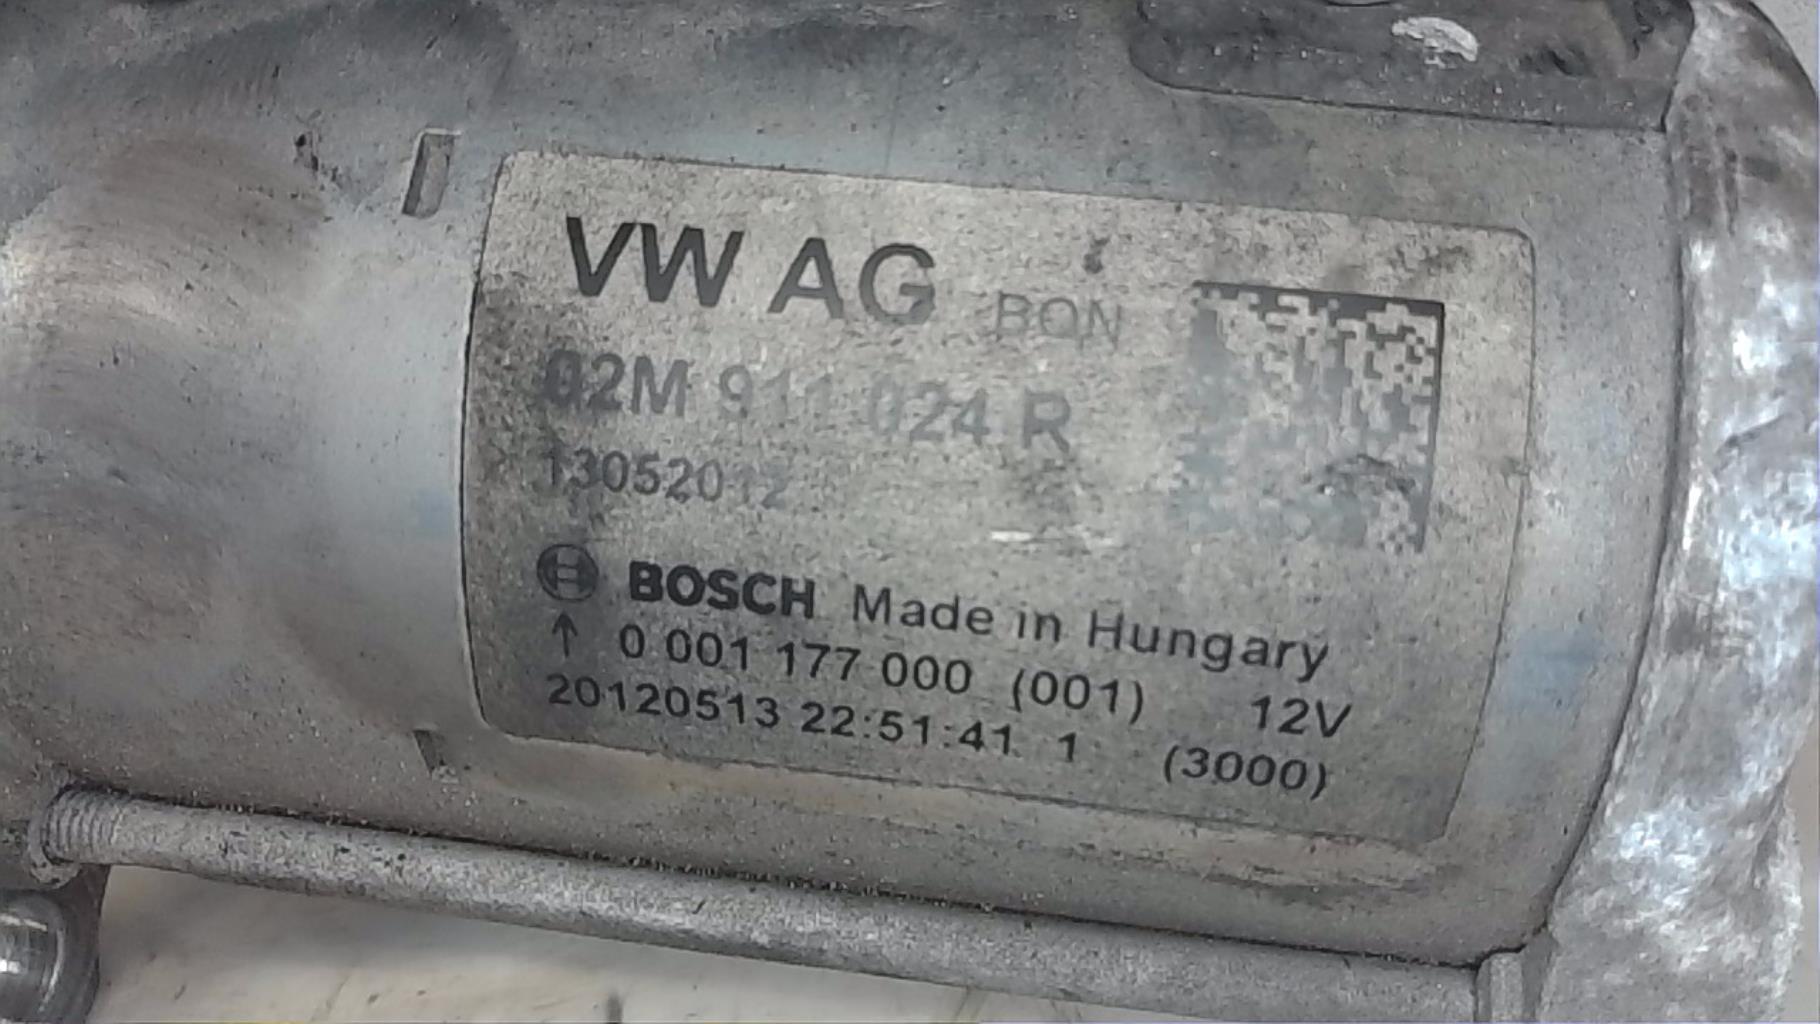 VW AG BQN
02M 911 024 R
13052012
BOSCH Made in Hungary
↑ 0 001 177 000 (001) 12V
20120513 22:51:41 1 (3000)